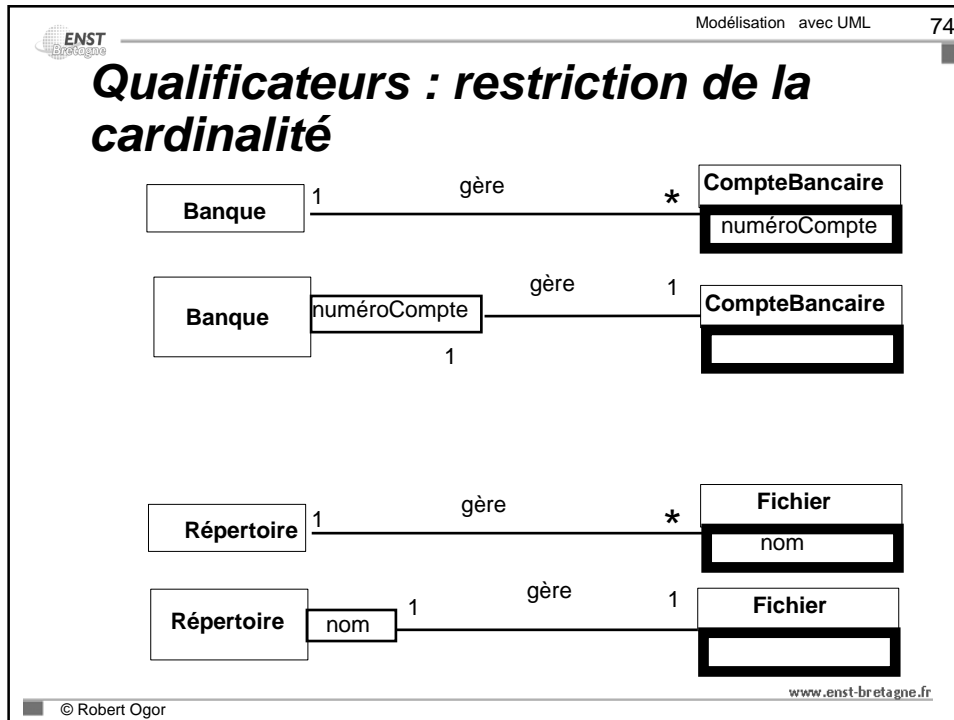 Modélisation avec UML 74
ENST
Bretagne
Qualificateurs : restriction de la
cardinalité
Banque 1 gère * CompteBancaire
numéroCompte
Banque numéroCompte gère 1 CompteBancaire
1
Répertoire 1 gère * Fichier
nom
Répertoire nom 1 gère 1 Fichier
www.enst-bretagne.fr
© Robert Ogor